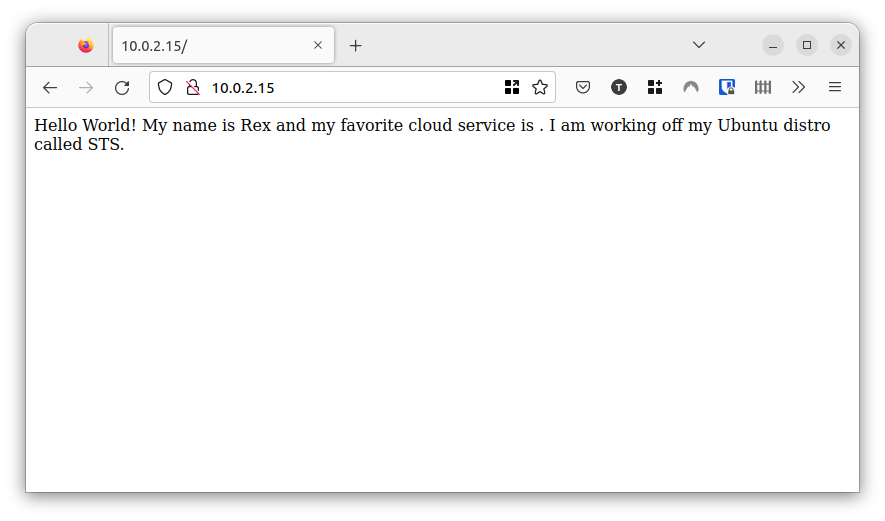 10.0.2.15/
10.0.2.15
T
Hello World! My name is Rex and my favorite cloud service is . I am working off my Ubuntu distro
called STS.